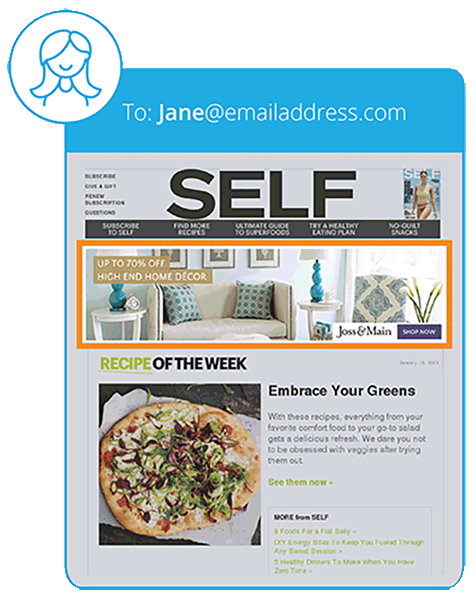 To: Jane@emailaddress.com
SUBSCRIBE
GIVE A GIFT
RENEW
SUBSCRIPTION
QUESTIONS
SELF
SELF
SUBSCRIBE
TO SELF
FIND MORE
RECIPES
ULTIMATE GUIDE
TO SUPERFOODS
TRY A HEALTHY
EATING PLAN
NO-GUILT
SNACKS
UP TO 70% OFF
HIGH END HOME DÉCOR
Joss&Main
SHOP NOW
RECIPE OF THE WEEK
Embrace Your Greens
With these recipes, everything from your
favorite comfort food to your go-to salad
gets a delicious refresh. We dare you not
to be obsessed with veggies after trying
them out.
See them now »
MORE from SELF
Foods For a Flat Belly »
DIY Energy Bites To Keep You Fueled Through
Any Sweat Session »
5 Healthy Dinners To Make When You Have
Zero Time »